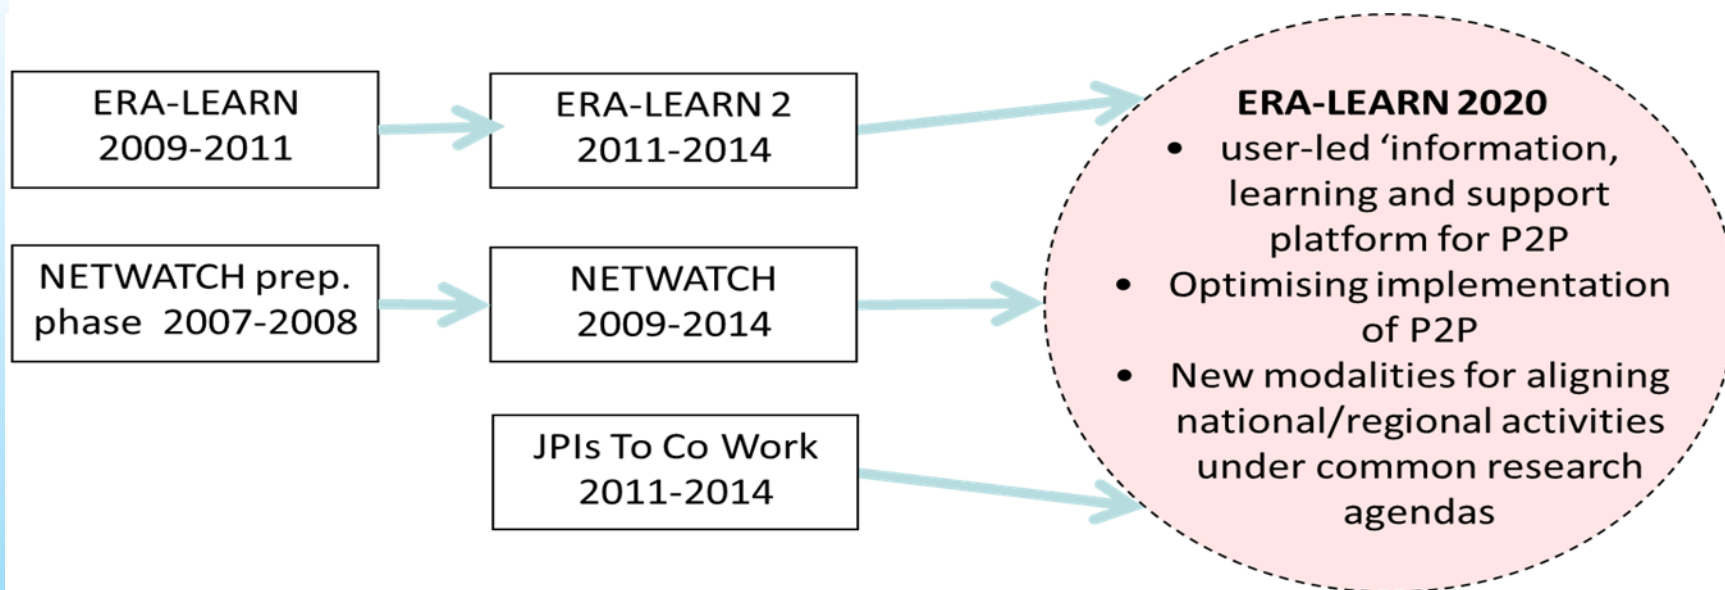 ERA-LEARN
2009-2011
ERA-LEARN 2
2011-2014
NETWATCH prep.
phase 2007-2008
NETWATCH
2009-2014
JPIs To Co Work
2011-2014
ERA-LEARN 2020
• user-led ‘information,
learning and support
platform for P2P
• Optimising implementation
of P2P
• New modalities for aligning
national/regional activities
under common research
agendas